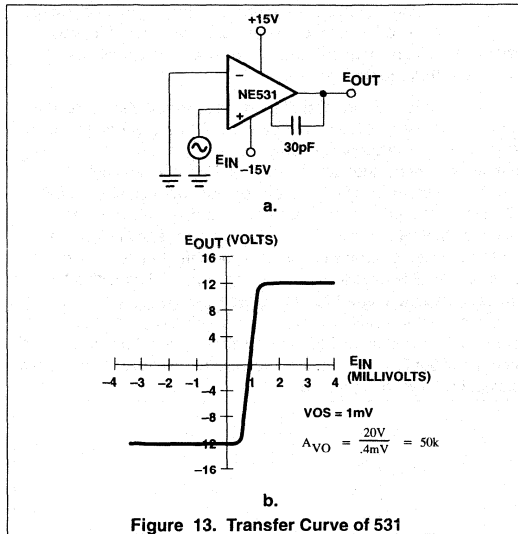 +15V
−
NE531
+
EOUT
30pF
EIN
−15V
a.
EOUT (VOLTS)
16
12
8
4
−4 −3 −2 −1 1 2 3 4
EIN
(MILLIVOLTS)
−4
−8
−12
−16
VOS = 1mV
AVO = 20V / .4mV = 50k
b.
Figure 13. Transfer Curve of 531